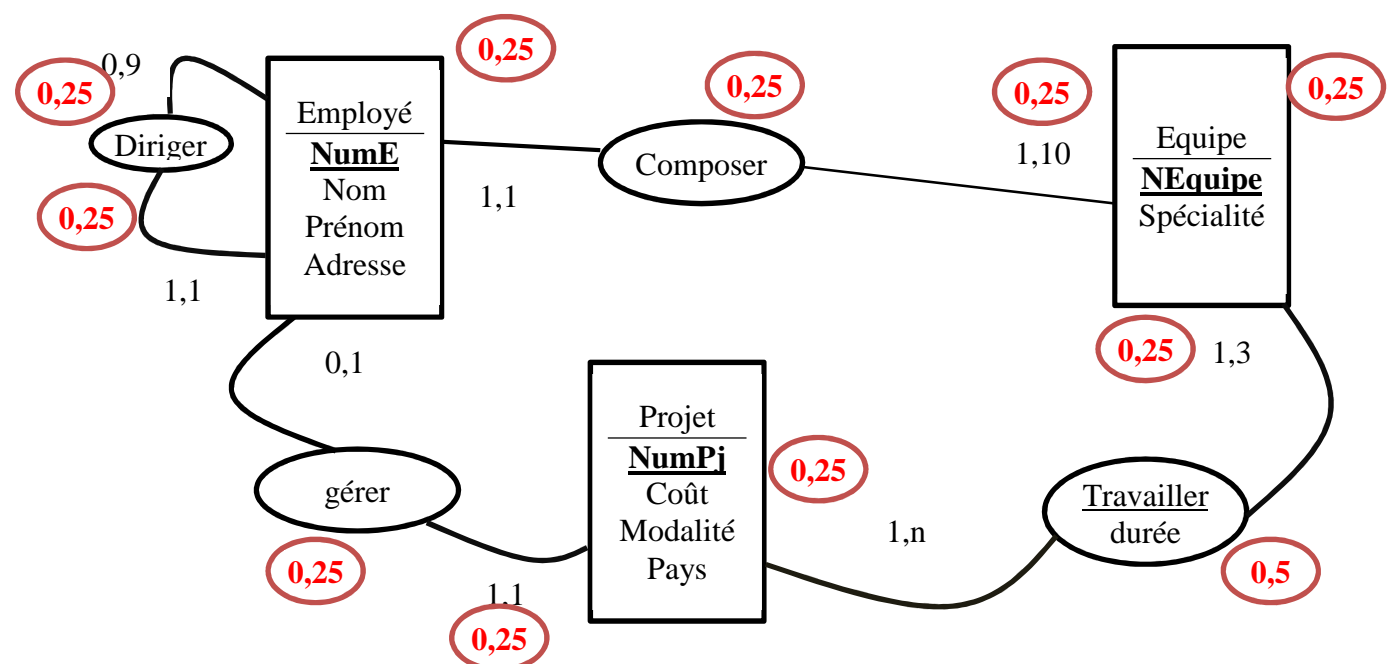 0,9
0,25
0,25
Diriger
0,25
1,1
Employé
NumE
Nom
Prénom
Adresse
1,1
0,25
Composer
0,25
1,10
0,25
Equipe
NEquipe
Spécialité
0,25
1,3
0,1
gérer
0,25
1,1
0,25
Projet
NumPj
Coût
Modalité
Pays
0,25
1,n
Travailler
durée
0,5